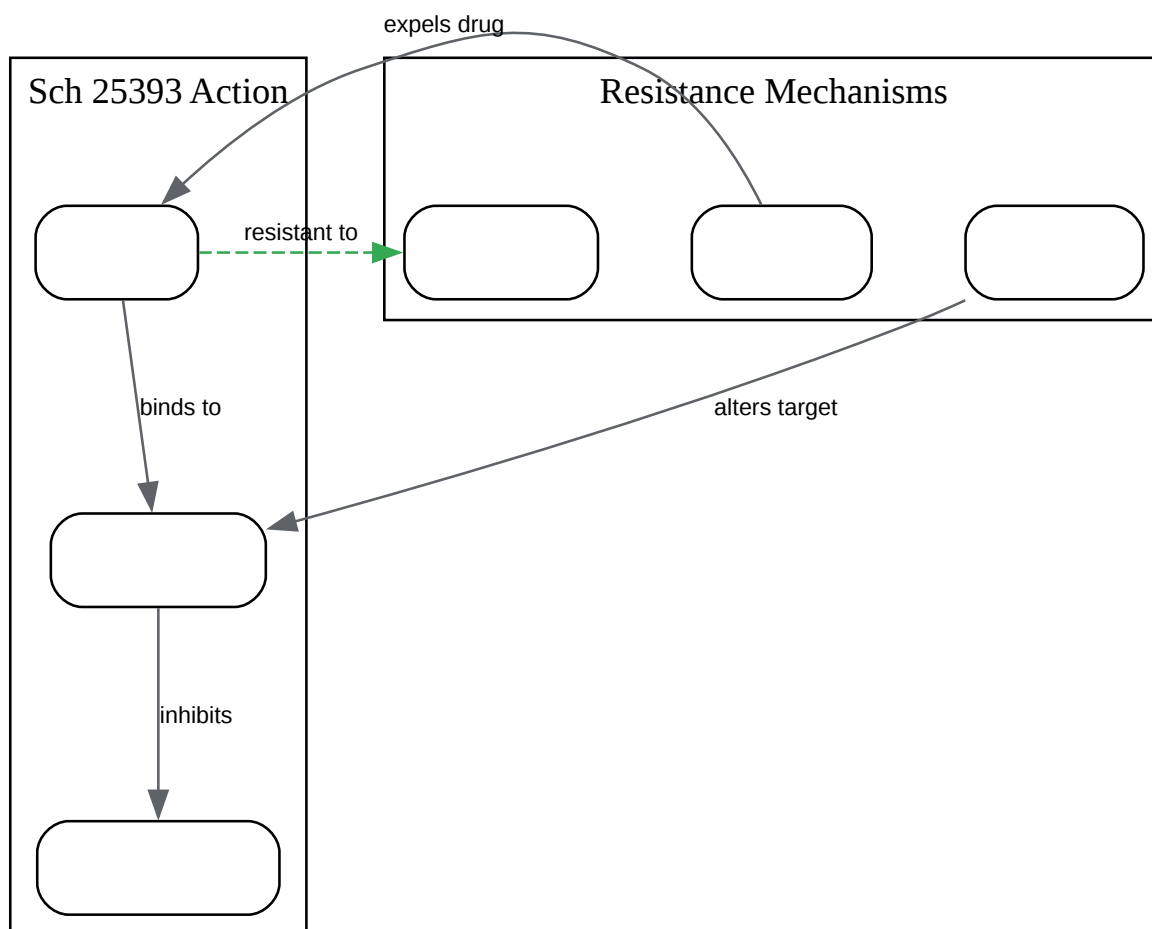 expels drug
Sch 25393 Action
Resistance Mechanisms
resistant to
binds to
alters target
inhibits